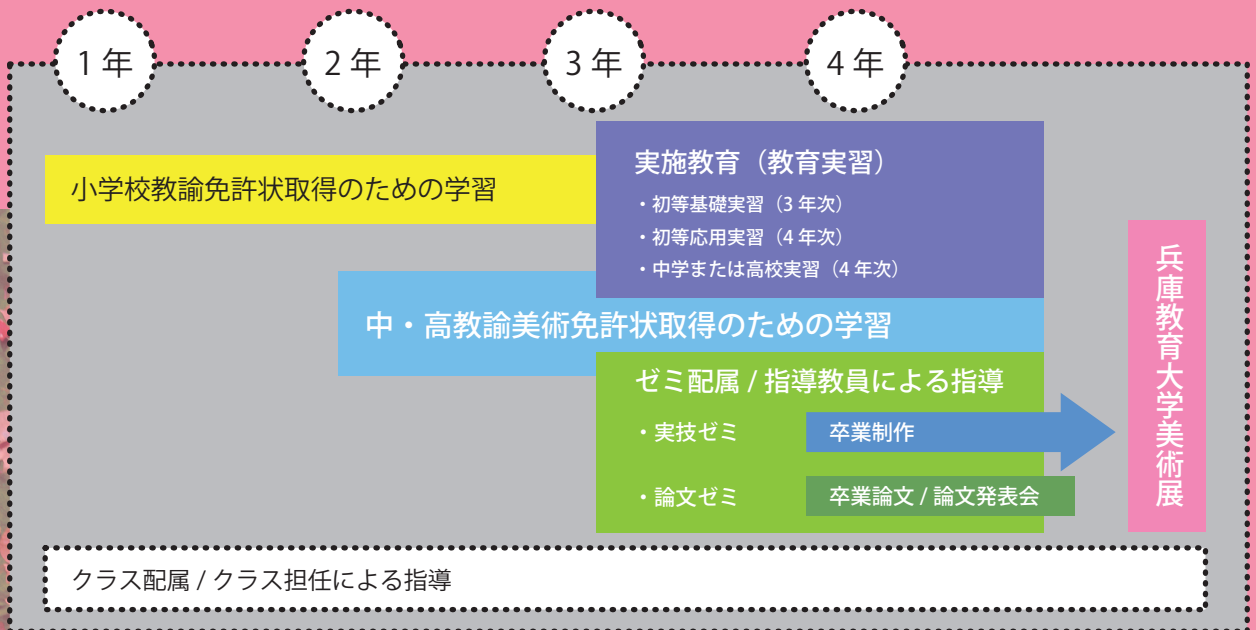 1 年
2 年
3 年
4 年
小学校教諭免許状取得のための学習
実施教育（教育実習）
・初等基礎実習（3 年次）
・初等応用実習（4 年次）
・中学または高校実習（4 年次）
中・高教諭美術免許状取得のための学習
ゼミ配属 / 指導教員による指導
・実技ゼミ
卒業制作
・論文ゼミ
卒業論文 / 論文発表会
兵庫教育大学美術展
クラス配属 / クラス担任による指導